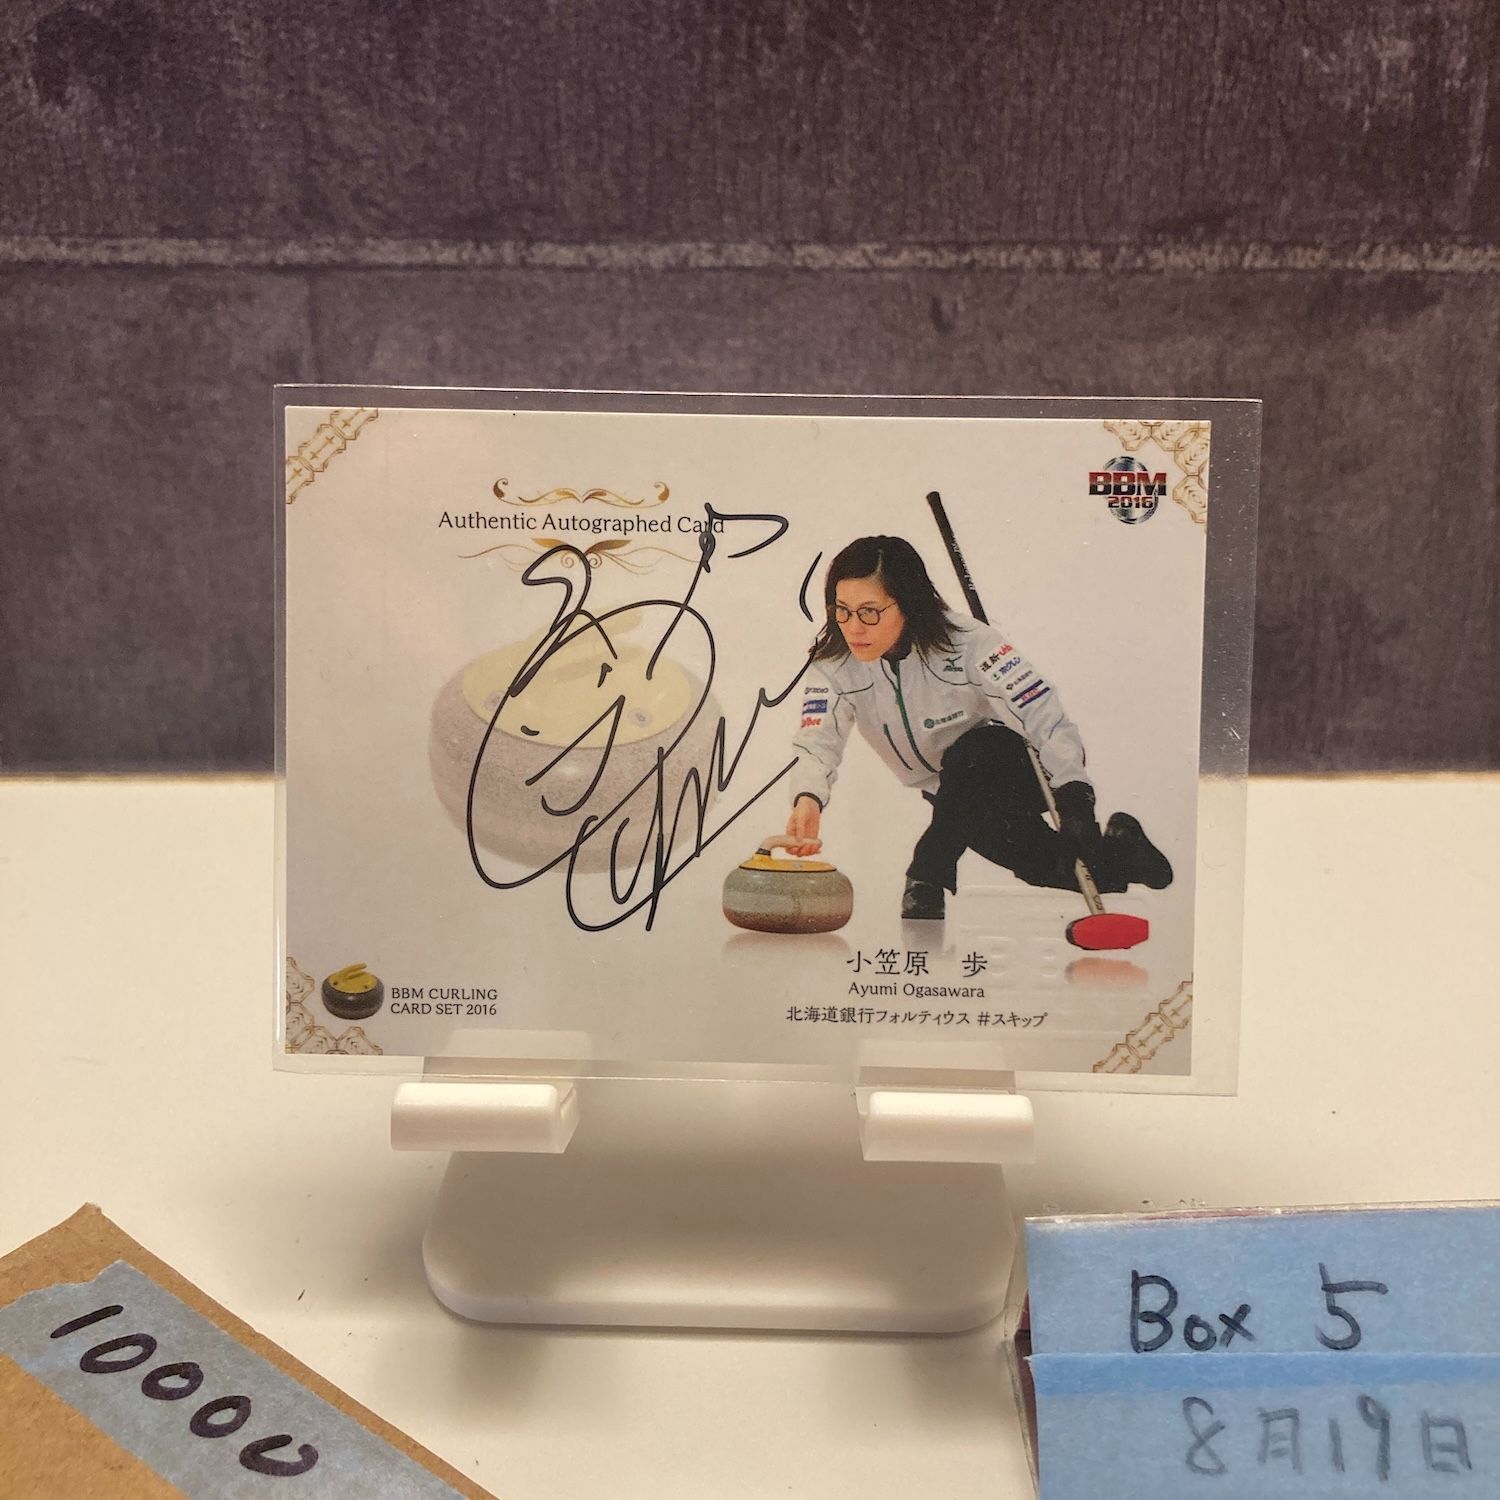 Authentic Autographed Card
BBM
2016
BBM CURLING
CARD SET 2016
小笠原 歩
Ayumi Ogasawara
北海道銀行フォルティウス #スキップ
10000
Box 5
8月19日